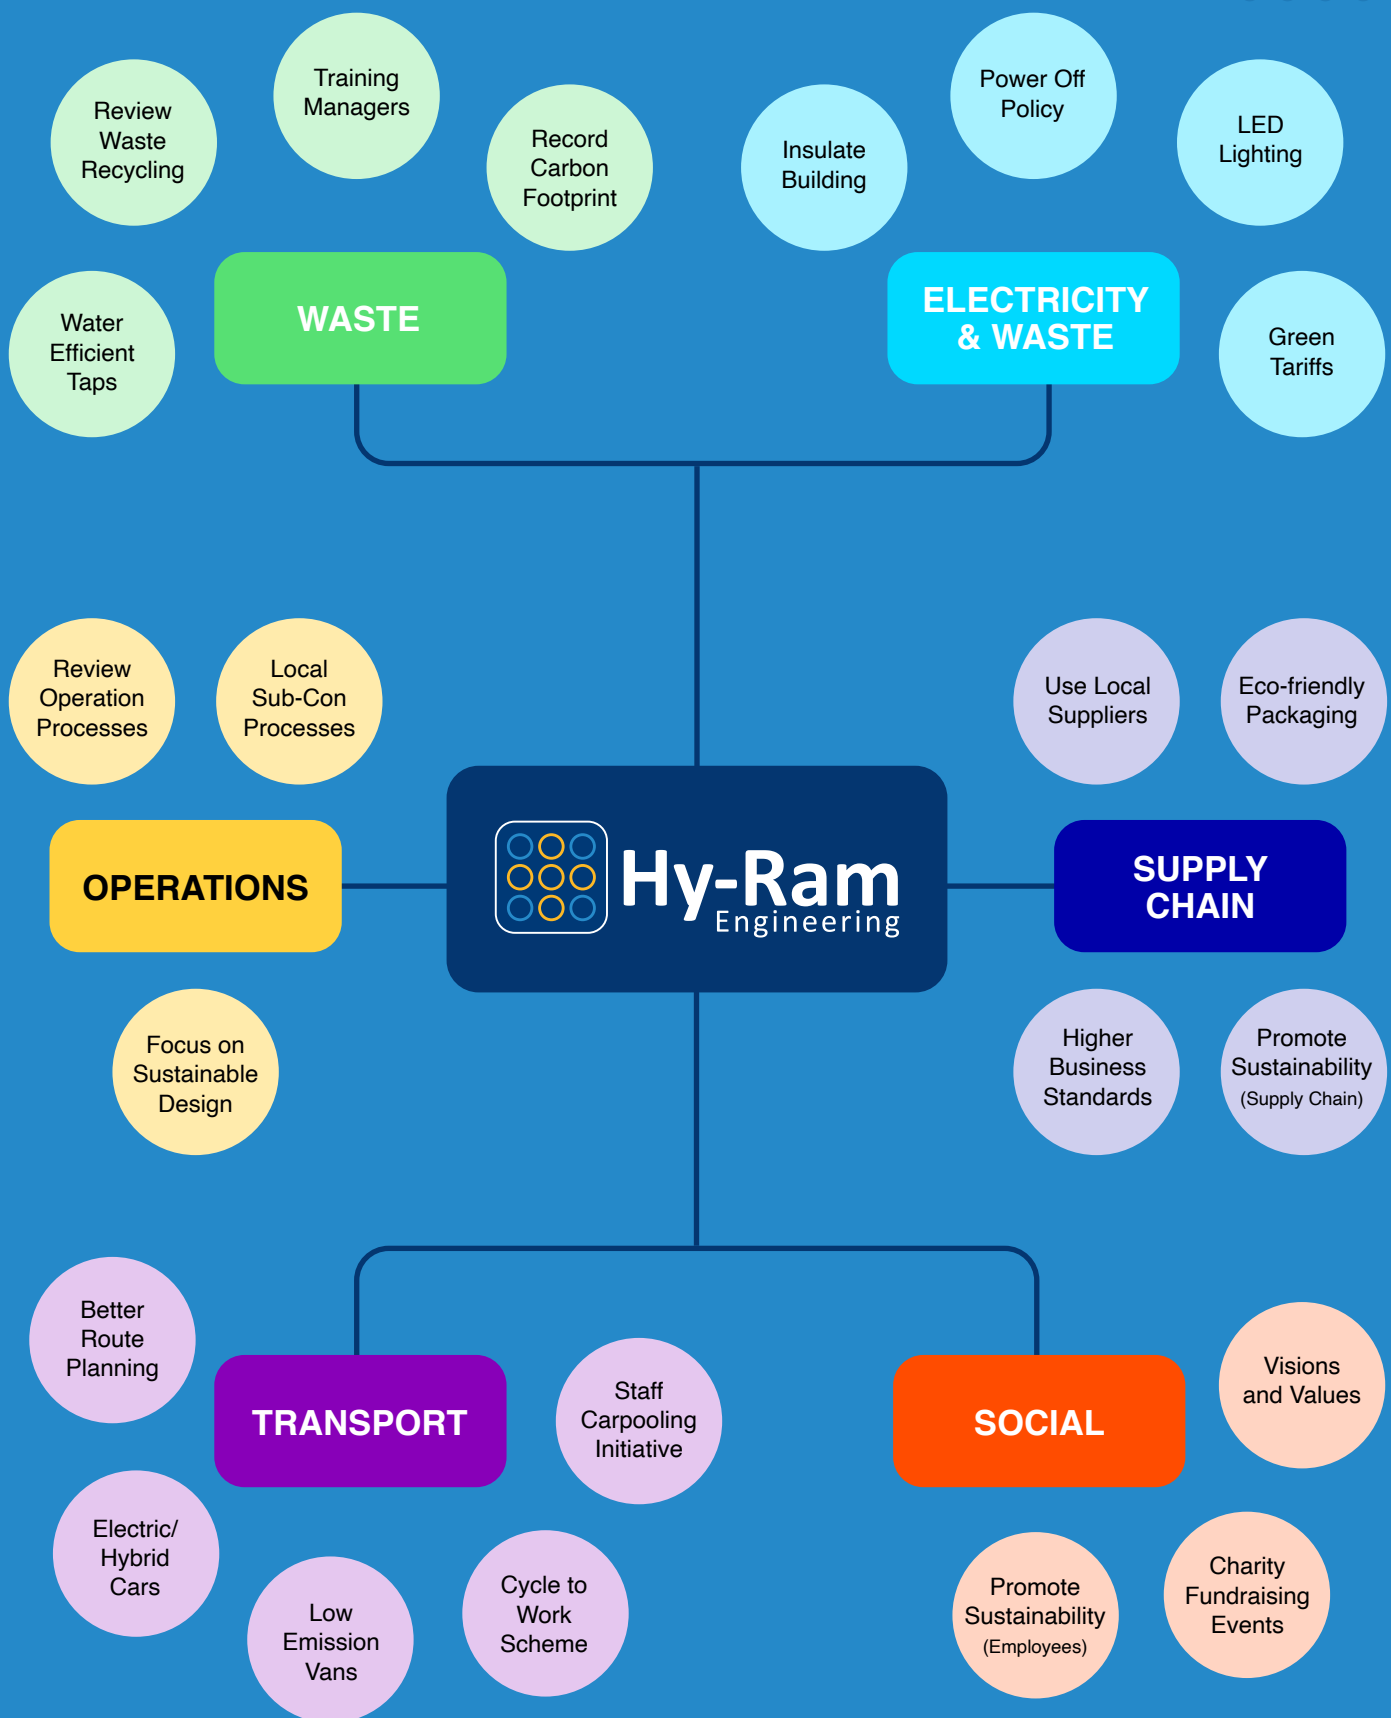 Review
Waste
Recycling
Training
Managers
Record
Carbon
Footprint
Water
Efficient
Taps
WASTE
Insulate
Building
Power Off
Policy
LED
Lighting
Green
Tariffs
ELECTRICITY
& WASTE
Review
Operation
Processes
Local
Sub-Con
Processes
OPERATIONS
Focus on
Sustainable
Design
Hy-Ram
Engineering
Use Local
Suppliers
Eco-friendly
Packaging
SUPPLY
CHAIN
Higher
Business
Standards
Promote
Sustainability
(Supply Chain)
Better
Route
Planning
TRANSPORT
Staff
Carpooling
Initiative
Electric/
Hybrid
Cars
Low
Emission
Vans
Cycle to
Work
Scheme
SOCIAL
Visions
and Values
Promote
Sustainability
(Employees)
Charity
Fundraising
Events